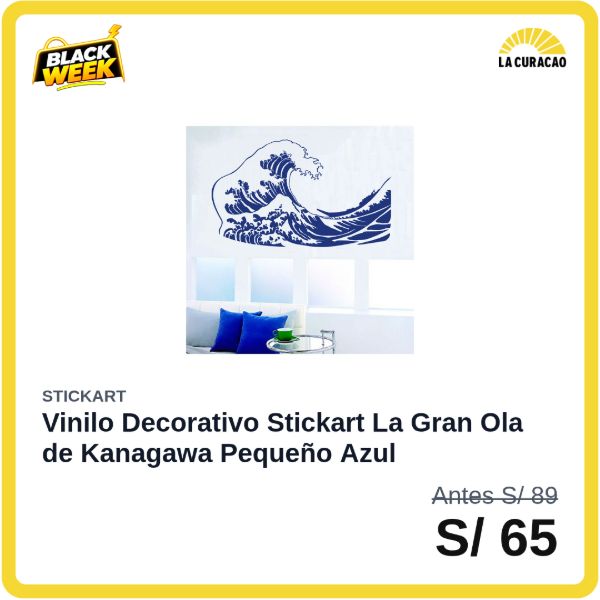 BLACK
WEEK
LA CURACAO
STICKART
Vinilo Decorativo Stickart La Gran Ola
de Kanagawa Pequeño Azul
Antes S/ 89
S/ 65